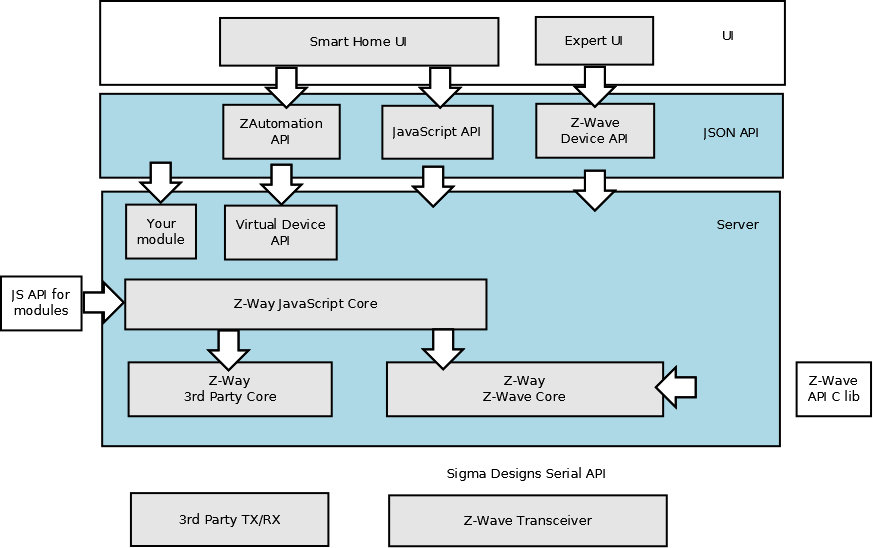 Smart Home UI
Expert UI
UI
ZAutomation
API
JavaScript API
Z-Wave
Device API
JSON API
Your
module
Virtual Device
API
Server
JS API for
modules
Z-Way JavaScript Core
Z-Way
3rd Party Core
Z-Way
Z-Wave Core
Z-Wave
API C lib
Sigma Designs Serial API
3rd Party TX/RX
Z-Wave Transceiver